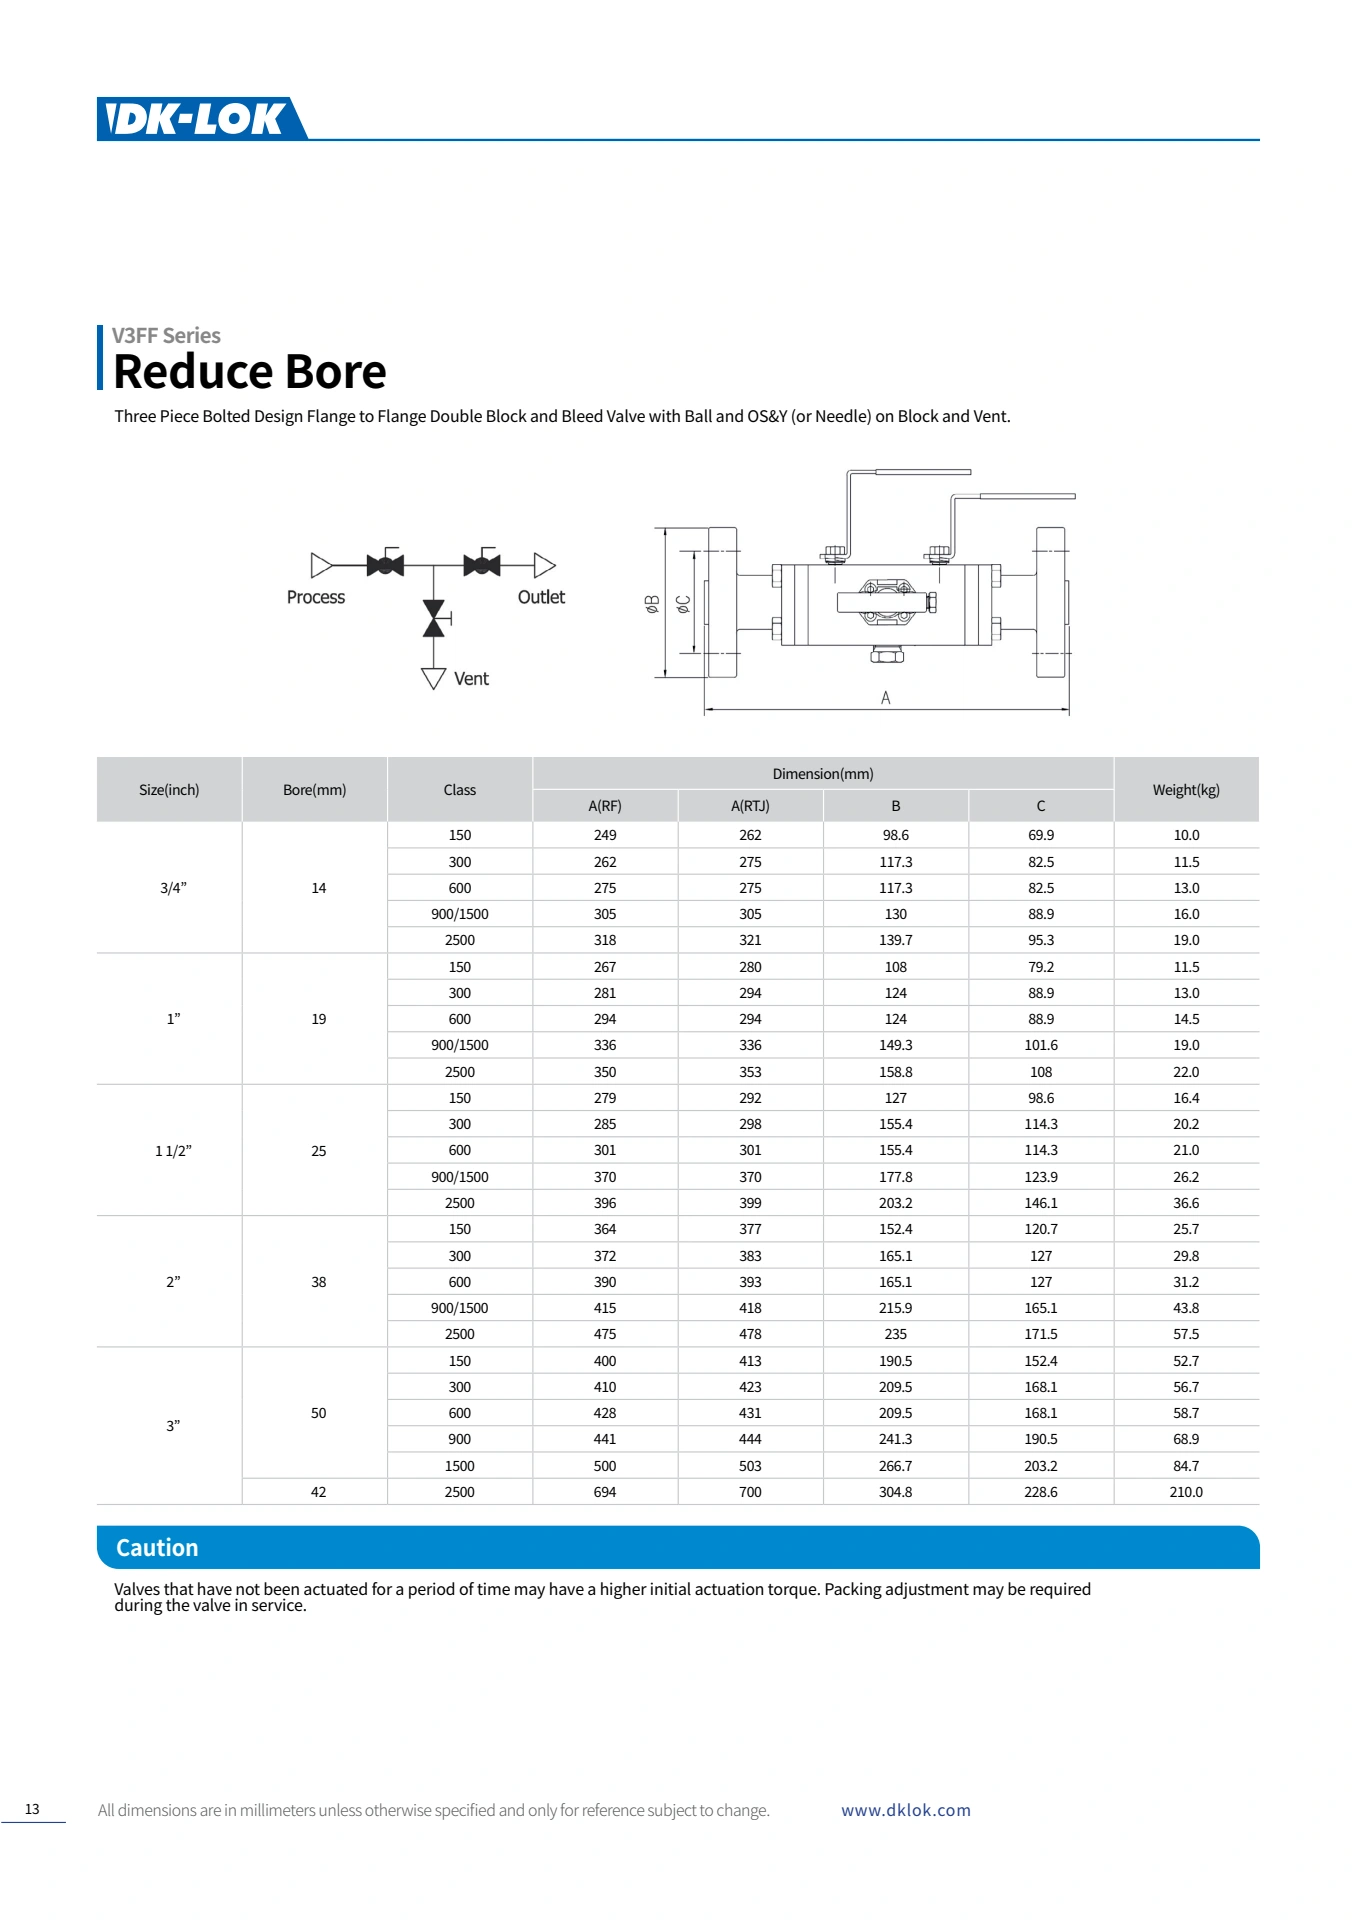 DK-LOK
V3FF Series
Reduce Bore
Three Piece Bolted Design Flange to Flange Double Block and Bleed Valve with Ball and OS&Y (or Needle) on Block and Vent.
Process
Outlet
Vent
øB
øC
A
Size(inch) Bore(mm) Class Dimension(mm) Weight(kg)
A(RF) A(RTJ) B C
3/4” 14 150 249 262 98.6 69.9 10.0
300 262 275 117.3 82.5 11.5
600 275 275 117.3 82.5 13.0
900/1500 305 305 130 88.9 16.0
2500 318 321 139.7 95.3 19.0
1” 19 150 267 280 108 79.2 11.5
300 281 294 124 88.9 13.0
600 294 294 124 88.9 14.5
900/1500 336 336 149.3 101.6 19.0
2500 350 353 158.8 108 22.0
1 1/2” 25 150 279 292 127 98.6 16.4
300 285 298 155.4 114.3 20.2
600 301 301 155.4 114.3 21.0
900/1500 370 370 177.8 123.9 26.2
2500 396 399 203.2 146.1 36.6
2” 38 150 364 377 152.4 120.7 25.7
300 372 383 165.1 127 29.8
600 390 393 165.1 127 31.2
900/1500 415 418 215.9 165.1 43.8
2500 475 478 235 171.5 57.5
3” 50 150 400 413 190.5 152.4 52.7
300 410 423 209.5 168.1 56.7
600 428 431 209.5 168.1 58.7
900 441 444 241.3 190.5 68.9
1500 500 503 266.7 203.2 84.7
42 2500 694 700 304.8 228.6 210.0
Caution
Valves that have not been actuated for a period of time may have a higher initial actuation torque. Packing adjustment may be required
during the valve in service.
13
All dimensions are in millimeters unless otherwise specified and only for reference subject to change.
www.dklok.com